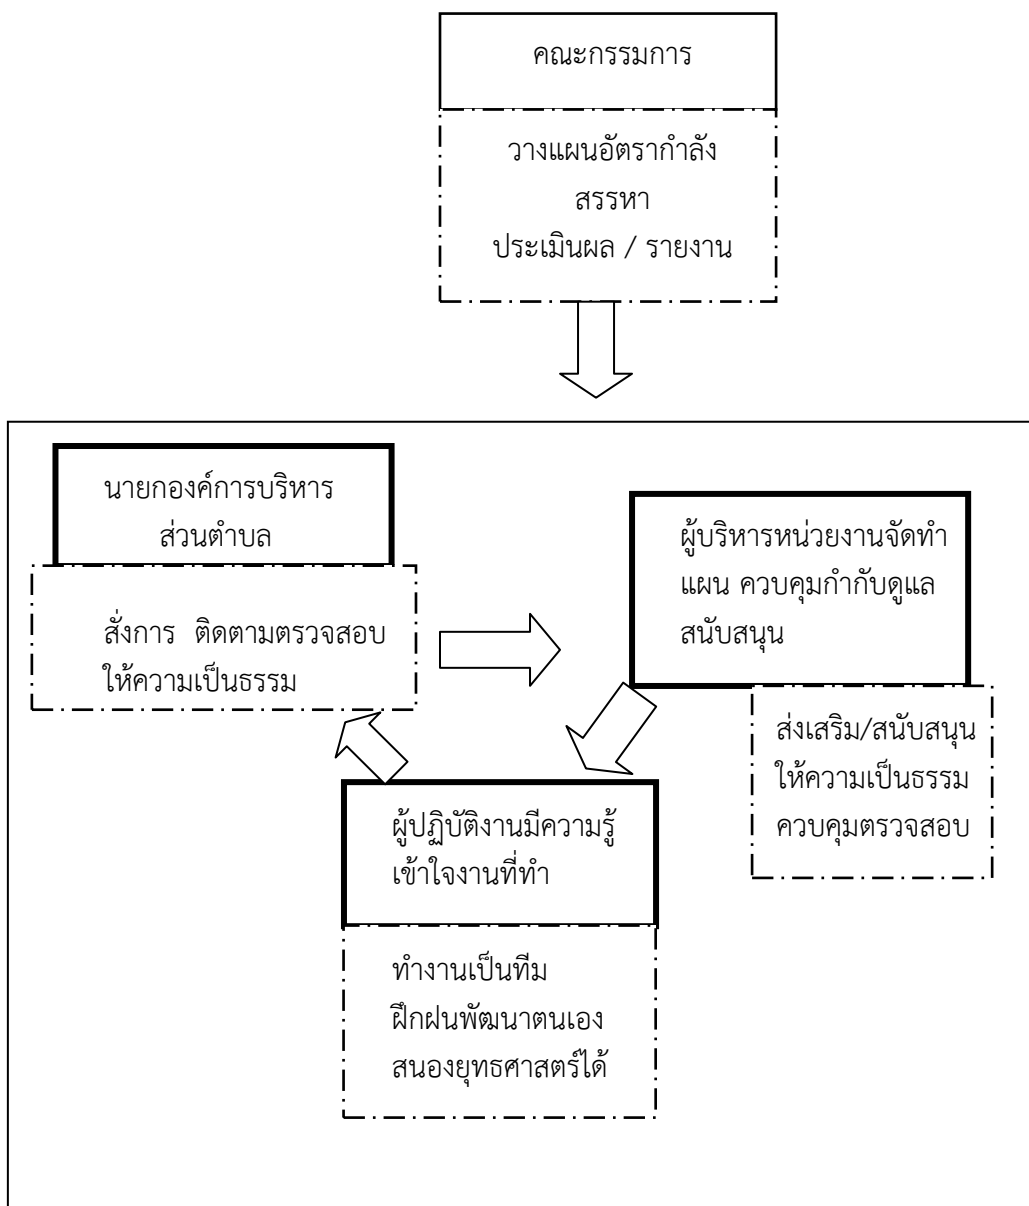 คณะกรรมการ
วางแผนอัตรากำลัง
สรรหา
ประเมินผล / รายงาน
นายกองค์การบริหาร
ส่วนตำบล
สั่งการ ติดตามตรวจสอบ
ให้ความเป็นธรรม
ผู้บริหารหน่วยงานจัดทำ
แผน ควบคุมกำกับดูแล
สนับสนุน
ส่งเสริม/สนับสนุน
ให้ความเป็นธรรม
ควบคุมตรวจสอบ
ผู้ปฏิบัติงานมีความรู้
เข้าใจงานที่ทำ
ทำงานเป็นทีม
ฝึกฝนพัฒนาตนเอง
สนองยุทธศาสตร์ได้